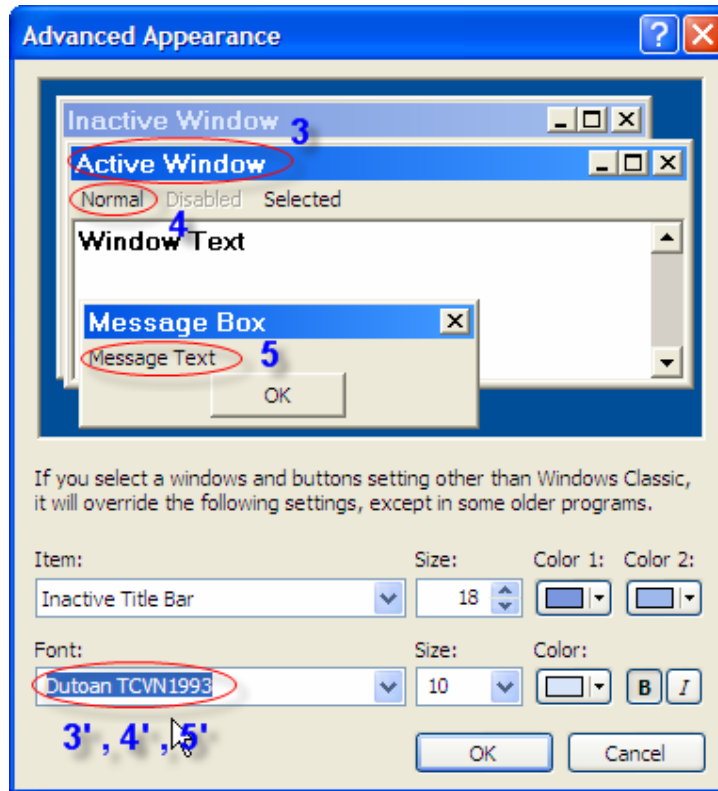 Advanced Appearance
Inactive Window
3
Active Window
Normal Disabled Selected
4
Window Text
Message Box
Message Text
5
OK
If you select a windows and buttons setting other than Windows Classic,
it will override the following settings, except in some older programs.
Item: Size: Color 1: Color 2:
Inactive Title Bar 18
Font: Size: Color:
Dutoan TCVN1993 10 B I
3' , 4' , 5'
OK Cancel